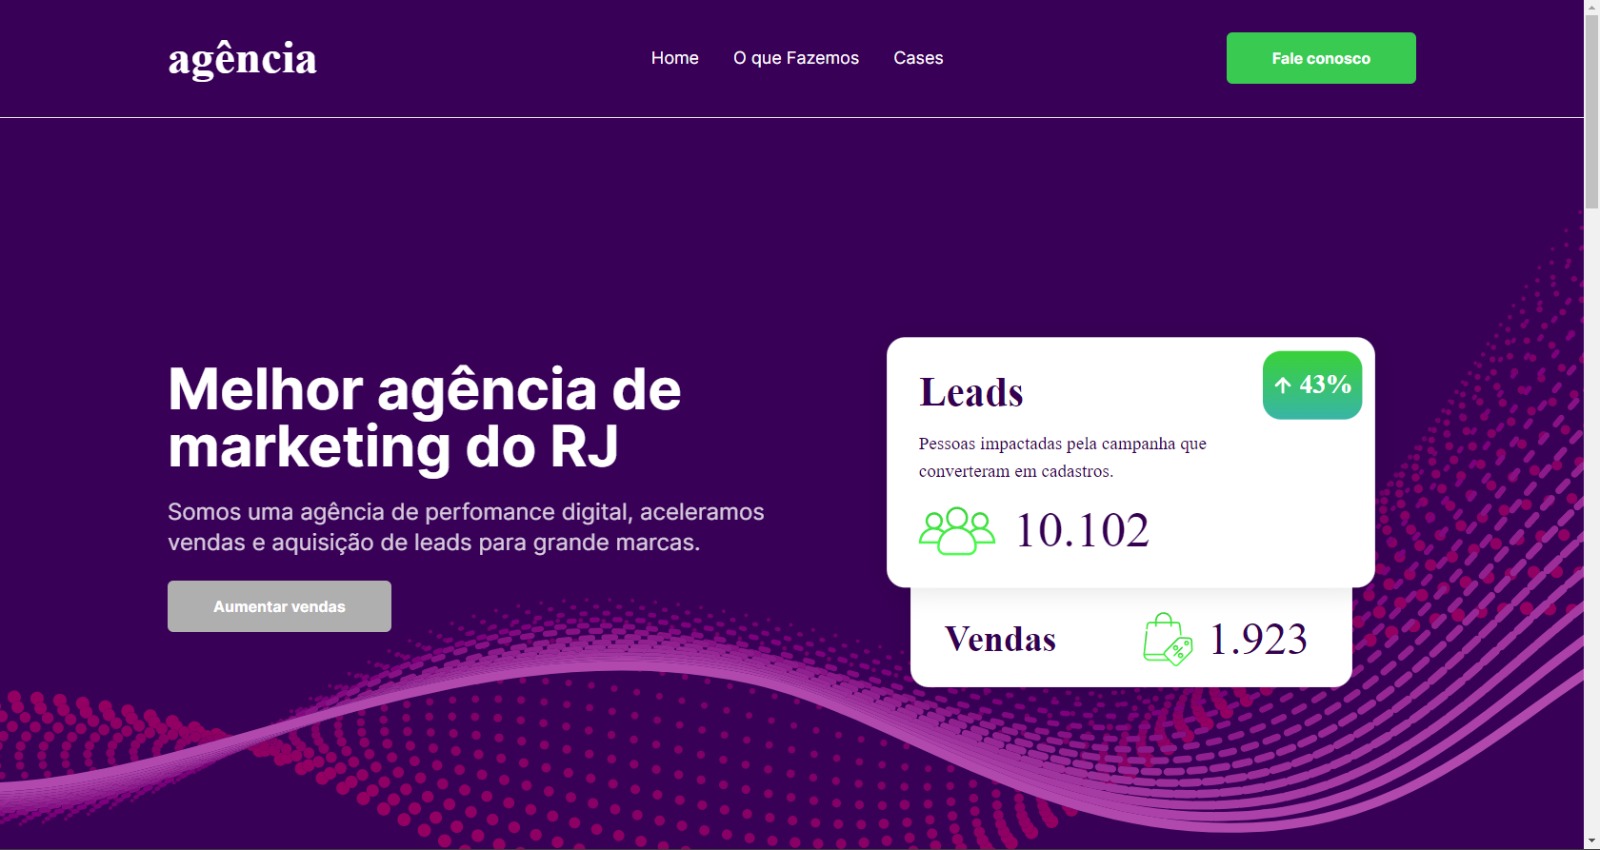 agência
Home
O que Fazemos
Cases
Fale conosco
Melhor agência de
marketing do RJ
Somos uma agência de perfomance digital, aceleramos
vendas e aquisição de leads para grande marcas.
Aumentar vendas
Leads
↑ 43%
Pessoas impactadas pela campanha que
converteram em cadastros.
10.102
Vendas
%
1.923